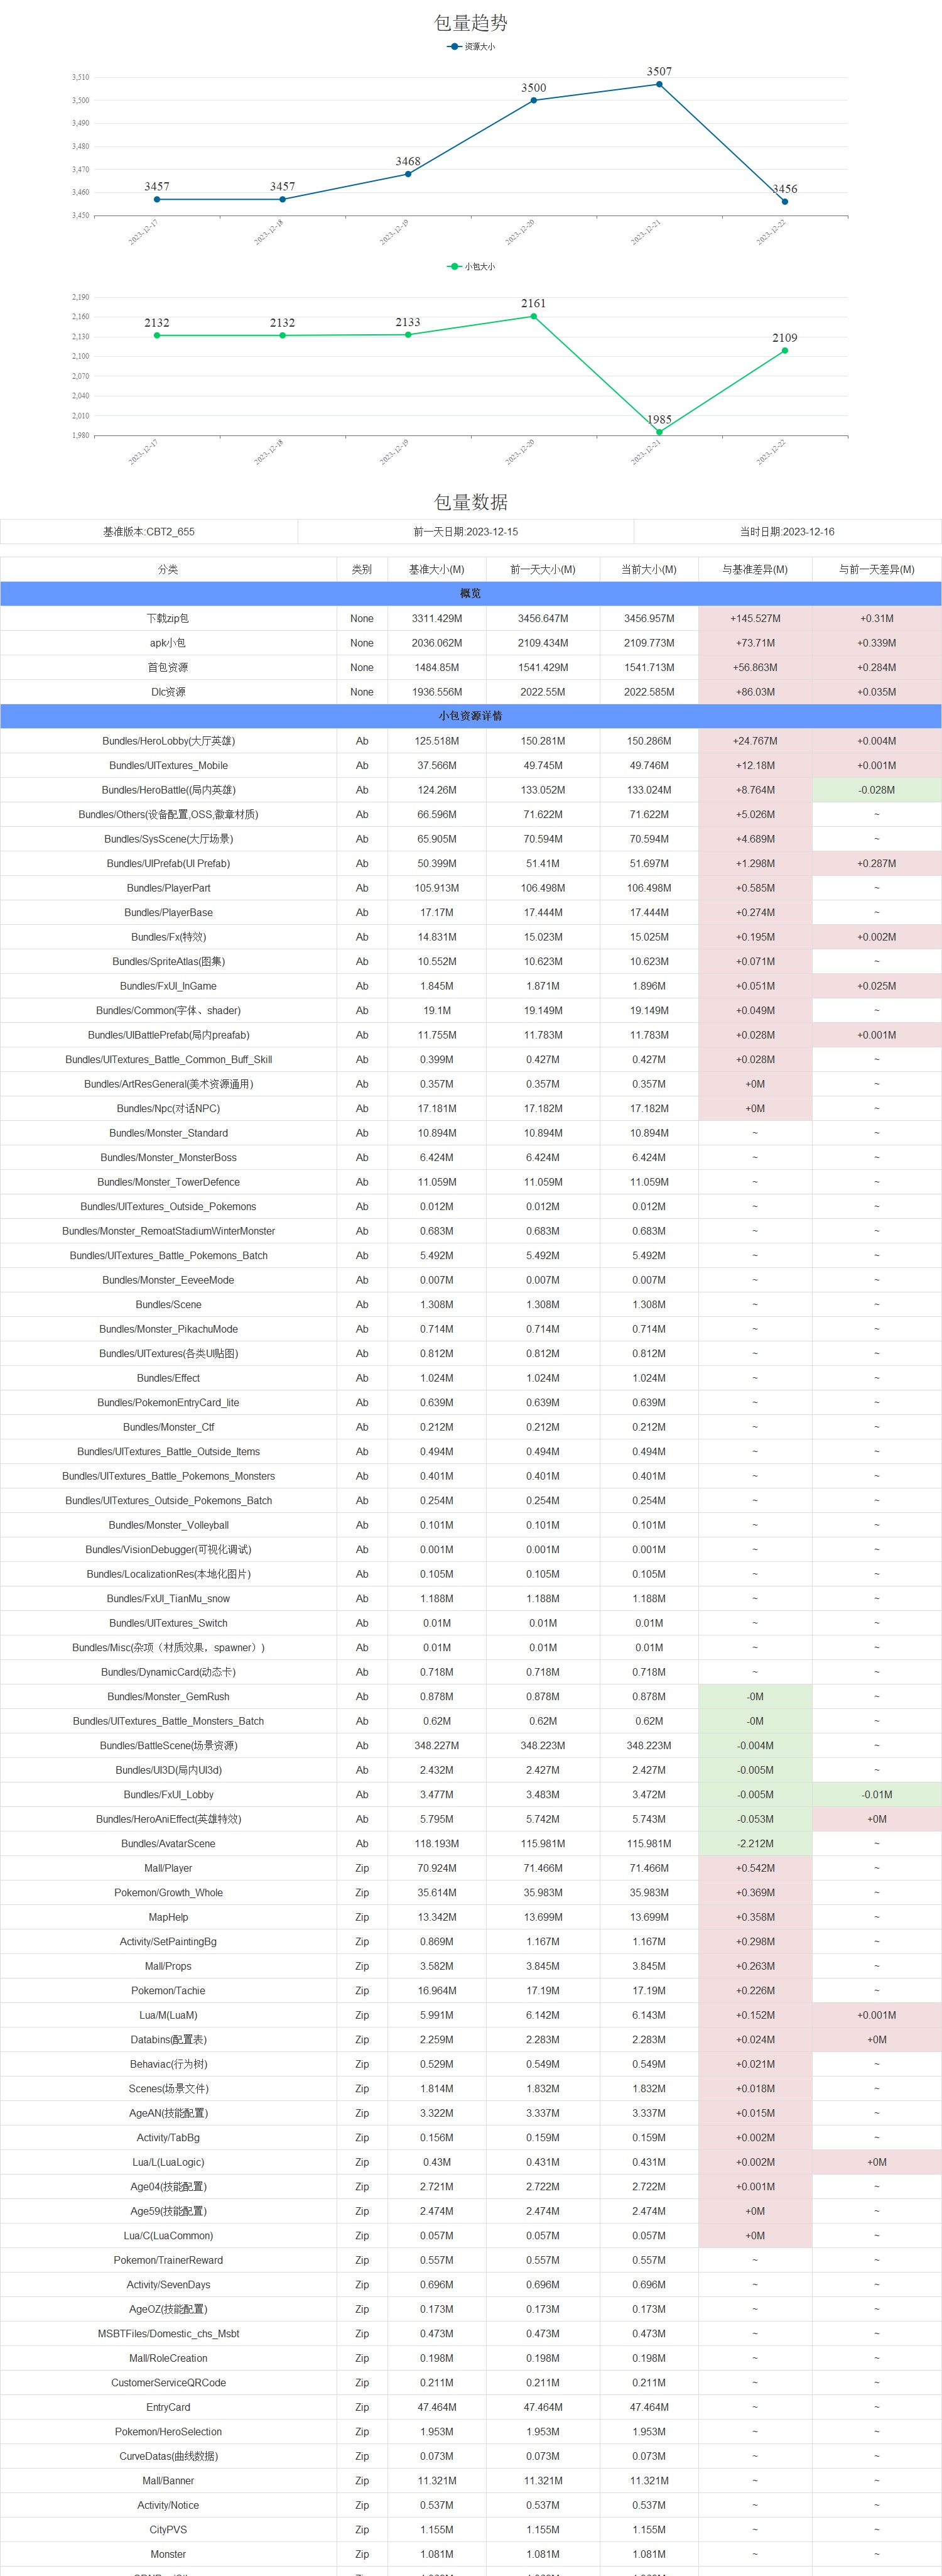 包量趋势
资源大小
3,510
3,500
3,490
3,480
3,470
3,460
3,450
3457
3457
3468
3500
3507
3456
2023-12-17
2023-12-18
2023-12-19
2023-12-20
2023-12-21
2023-12-22
小包大小
2,190
2,160
2,130
2,100
2,070
2,040
2,010
1,980
2132
2132
2133
2161
1985
2109
2023-12-17
2023-12-18
2023-12-19
2023-12-20
2023-12-21
2023-12-22
包量数据
基准版本:CBT2_655 前一天日期:2023-12-15 当时日期:2023-12-16
分类 类别 基准大小(M) 前一天大小(M) 当前大小(M) 与基准差异(M) 与前一天差异(M)
概览
下载zip包 None 3311.429M 3456.647M 3456.957M +145.527M +0.31M
apk小包 None 2036.062M 2109.434M 2109.773M +73.71M +0.339M
首包资源 None 1484.85M 1541.429M 1541.713M +56.863M +0.284M
Dlc资源 None 1936.556M 2022.55M 2022.585M +86.03M +0.035M
小包资源详情
Bundles/HeroLobby(大厅英雄) Ab 125.518M 150.281M 150.286M +24.767M +0.004M
Bundles/UITextures_Mobile Ab 37.566M 49.745M 49.746M +12.18M +0.001M
Bundles/HeroBattle((局内英雄) Ab 124.26M 133.052M 133.024M +8.764M -0.028M
Bundles/Others(设备配置,OSS,徽章材质) Ab 66.596M 71.622M 71.622M +5.026M ~
Bundles/SysScene(大厅场景) Ab 65.905M 70.594M 70.594M +4.689M ~
Bundles/UIPrefab(UI Prefab) Ab 50.399M 51.41M 51.697M +1.298M +0.287M
Bundles/PlayerPart Ab 105.913M 106.498M 106.498M +0.585M ~
Bundles/PlayerBase Ab 17.17M 17.444M 17.444M +0.274M ~
Bundles/Fx(特效) Ab 14.831M 15.023M 15.025M +0.195M +0.002M
Bundles/SpriteAtlas(图集) Ab 10.552M 10.623M 10.623M +0.071M ~
Bundles/FxUI_InGame Ab 1.845M 1.871M 1.896M +0.051M +0.025M
Bundles/Common(字体、shader) Ab 19.1M 19.149M 19.149M +0.049M ~
Bundles/UIBattlePrefab(局内preafab) Ab 11.755M 11.783M 11.783M +0.028M +0.001M
Bundles/UITextures_Battle_Common_Buff_Skill Ab 0.399M 0.427M 0.427M +0.028M ~
Bundles/ArtResGeneral(美术资源通用) Ab 0.357M 0.357M 0.357M +0M ~
Bundles/Npc(对话NPC) Ab 17.181M 17.182M 17.182M +0M ~
Bundles/Monster_Standard Ab 10.894M 10.894M 10.894M ~ ~
Bundles/Monster_MonsterBoss Ab 6.424M 6.424M 6.424M ~ ~
Bundles/Monster_TowerDefence Ab 11.059M 11.059M 11.059M ~ ~
Bundles/UITextures_Outside_Pokemons Ab 0.012M 0.012M 0.012M ~ ~
Bundles/Monster_RemoatStadiumWinterMonster Ab 0.683M 0.683M 0.683M ~ ~
Bundles/UITextures_Battle_Pokemons_Batch Ab 5.492M 5.492M 5.492M ~ ~
Bundles/Monster_EeveeMode Ab 0.007M 0.007M 0.007M ~ ~
Bundles/Scene Ab 1.308M 1.308M 1.308M ~ ~
Bundles/Monster_PikachuMode Ab 0.714M 0.714M 0.714M ~ ~
Bundles/UITextures(各类UI贴图) Ab 0.812M 0.812M 0.812M ~ ~
Bundles/Effect Ab 1.024M 1.024M 1.024M ~ ~
Bundles/PokemonEntryCard_lite Ab 0.639M 0.639M 0.639M ~ ~
Bundles/Monster_Ctf Ab 0.212M 0.212M 0.212M ~ ~
Bundles/UITextures_Battle_Outside_Items Ab 0.494M 0.494M 0.494M ~ ~
Bundles/UITextures_Battle_Pokemons_Monsters Ab 0.401M 0.401M 0.401M ~ ~
Bundles/UITextures_Outside_Pokemons_Batch Ab 0.254M 0.254M 0.254M ~ ~
Bundles/Monster_Volleyball Ab 0.101M 0.101M 0.101M ~ ~
Bundles/VisionDebugger(可视化调试) Ab 0.001M 0.001M 0.001M ~ ~
Bundles/LocalizationRes(本地化图片) Ab 0.105M 0.105M 0.105M ~ ~
Bundles/FxUI_TianMu_snow Ab 1.188M 1.188M 1.188M ~ ~
Bundles/UITextures_Switch Ab 0.01M 0.01M 0.01M ~ ~
Bundles/Misc(杂项（材质效果，spawner）) Ab 0.01M 0.01M 0.01M ~ ~
Bundles/DynamicCard(动态卡) Ab 0.718M 0.718M 0.718M ~ ~
Bundles/Monster_GemRush Ab 0.878M 0.878M 0.878M -0M ~
Bundles/UITextures_Battle_Monsters_Batch Ab 0.62M 0.62M 0.62M -0M ~
Bundles/BattleScene(场景资源) Ab 348.227M 348.223M 348.223M -0.004M ~
Bundles/UI3D(局内UI3d) Ab 2.432M 2.427M 2.427M -0.005M ~
Bundles/FxUI_Lobby Ab 3.477M 3.483M 3.472M -0.005M -0.01M
Bundles/HeroAniEffect(英雄特效) Ab 5.795M 5.742M 5.743M -0.053M +0M
Bundles/AvatarScene Ab 118.193M 115.981M 115.981M -2.212M ~
Mall/Player Zip 70.924M 71.466M 71.466M +0.542M ~
Pokemon/Growth_Whole Zip 35.614M 35.983M 35.983M +0.369M ~
MapHelp Zip 13.342M 13.699M 13.699M +0.358M ~
Activity/SetPaintingBg Zip 0.869M 1.167M 1.167M +0.298M ~
Mall/Props Zip 3.582M 3.845M 3.845M +0.263M ~
Pokemon/Tachie Zip 16.964M 17.19M 17.19M +0.226M ~
Lua/M(LuaM) Zip 5.991M 6.142M 6.143M +0.152M +0.001M
Databins(配置表) Zip 2.259M 2.283M 2.283M +0.024M +0M
Behaviac(行为树) Zip 0.529M 0.549M 0.549M +0.021M ~
Scenes(场景文件) Zip 1.814M 1.832M 1.832M +0.018M ~
AgeAN(技能配置) Zip 3.322M 3.337M 3.337M +0.015M ~
Activity/TabBg Zip 0.156M 0.159M 0.159M +0.002M ~
Lua/L(LuaLogic) Zip 0.43M 0.431M 0.431M +0.002M +0M
Age04(技能配置) Zip 2.721M 2.722M 2.722M +0.001M ~
Age59(技能配置) Zip 2.474M 2.474M 2.474M +0M ~
Lua/C(LuaCommon) Zip 0.057M 0.057M 0.057M +0M ~
Pokemon/TrainerReward Zip 0.557M 0.557M 0.557M ~ ~
Activity/SevenDays Zip 0.696M 0.696M 0.696M ~ ~
AgeOZ(技能配置) Zip 0.173M 0.173M 0.173M ~ ~
MSBTFiles/Domestic_chs_Msbt Zip 0.473M 0.473M 0.473M ~ ~
Mall/RoleCreation Zip 0.198M 0.198M 0.198M ~ ~
CustomerServiceQRCode Zip 0.211M 0.211M 0.211M ~ ~
EntryCard Zip 47.464M 47.464M 47.464M ~ ~
Pokemon/HeroSelection Zip 1.953M 1.953M 1.953M ~ ~
CurveDatas(曲线数据) Zip 0.073M 0.073M 0.073M ~ ~
Mall/Banner Zip 11.321M 11.321M 11.321M ~ ~
Activity/Notice Zip 0.537M 0.537M 0.537M ~ ~
CityPVS Zip 1.155M 1.155M 1.155M ~ ~
Monster Zip 1.081M 1.081M 1.081M ~ ~